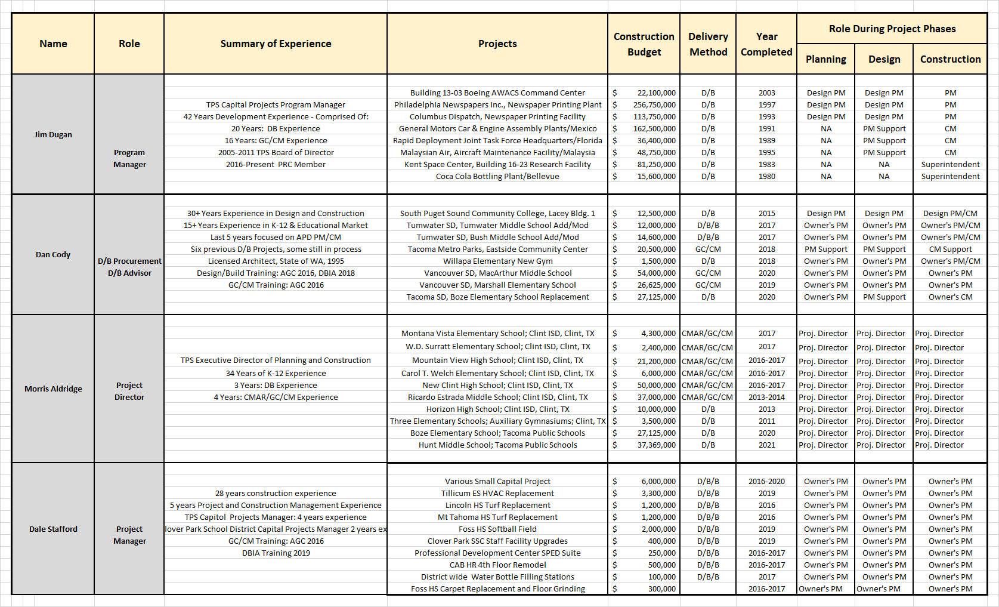 Name Role Summary of Experience Projects Construction Budget Delivery Method Year Completed Role During Project Phases
Planning Design Construction
Jim Dugan
Program Manager
TPS Capital Projects Program Manager
42 Years Development Experience - Comprised Of:
20 Years:  DB Experience
16 Years: GC/CM Experience
2005-2011 TPS Board of Director
2016-Present  PRC Member
Building 13-03 Boeing AWACS Command Center $ 22,100,000 D/B 2003 Design PM Design PM PM
Philadelphia Newspapers Inc., Newspaper Printing Plant $ 256,750,000 D/B 1997 Design PM Design PM PM
Columbus Dispatch, Newspaper Printing Facility $ 113,750,000 D/B 1993 Design PM Design PM PM
General Motors Car & Engine Assembly Plants/Mexico $ 162,500,000 D/B 1991 NA PM Support CM
Rapid Deployment Joint Task Force Headquarters/Florida $ 36,400,000 D/B 1989 NA PM Support CM
Malaysian Air, Aircraft Maintenance Facility/Malaysia $ 48,750,000 D/B 1995 NA PM Support CM
Kent Space Center, Building 16-23 Research Facility $ 81,250,000 D/B 1983 NA NA Superintendent
Coca Cola Bottling Plant/Bellevue $ 15,600,000 D/B 1980 NA NA Superintendent
Dan Cody
D/B Procurement
D/B Advisor
30+ Years Experience in Design and Construction
15+ Years Experience in K-12 & Educational Market
Last 5 years focused on APD PM/CM
Six previous D/B Projects, some still in process
Licensed Architect, State of WA, 1995
Design/Build Training: AGC 2016, DBIA 2018
GC/CM Training: AGC 2016
South Puget Sound Community College, Lacey Bldg. 1 $ 12,500,000 D/B 2015 Design PM Design PM Design PM/CM
Tumwater SD, Tumwater Middle School Add/Mod $ 12,000,000 D/B/B 2017 Owner's PM Owner's PM Owner's PM/CM
Tumwater SD, Bush Middle School Add/Mod $ 14,600,000 D/B/B 2017 Owner's PM Owner's PM Owner's PM/CM
Tacoma Metro Parks, Eastside Community Center $ 20,500,000 GC/CM 2018 PM Support PM Support CM Support
Willapa Elementary New Gym $ 1,500,000 D/B 2018 Owner's PM Owner's PM Owner's PM/CM
Vancouver SD, MacArthur Middle School $ 54,000,000 GC/CM 2020 Owner's PM Owner's PM Owner's PM
Vancouver SD, Marshall Elementary School $ 26,625,000 GC/CM 2019 Owner's PM Owner's PM Owner's PM
Tacoma SD, Boze Elementary School Replacement $ 27,125,000 D/B 2020 Owner's PM PM Support Owner's CM
Morris Aldridge
Project Director
TPS Executive Director of Planning and Construction
34 Years of K-12 Experience
3 Years: DB Experience
4 Years: CMAR/GC/CM Experience
Montana Vista Elementary School; Clint ISD, Clint, TX $ 4,300,000 CMAR/GC/CM 2017 Proj. Director Proj. Director Proj. Director
W.D. Surratt Elementary School; Clint ISD, Clint, TX $ 2,400,000 CMAR/GC/CM 2017 Proj. Director Proj. Director Proj. Director
Mountain View High School; Clint ISD, Clint, TX $ 21,200,000 CMAR/GC/CM 2016-2017 Proj. Director Proj. Director Proj. Director
Carol T. Welch Elementary School; Clint ISD, Clint, TX $ 6,000,000 CMAR/GC/CM 2016-2017 Proj. Director Proj. Director Proj. Director
New Clint High School; Clint ISD, Clint, TX $ 50,000,000 CMAR/GC/CM 2016-2017 Proj. Director Proj. Director Proj. Director
Ricardo Estrada Middle School; Clint ISD, Clint, TX $ 37,000,000 CMAR/GC/CM 2013-2014 Proj. Director Proj. Director Proj. Director
Horizon High School; Clint ISD, Clint, TX $ 10,000,000 D/B 2013 Proj. Director Proj. Director Proj. Director
Three Elementary Schools; Auxiliary Gymnasiums; Clint, TX $ 3,500,000 D/B 2011 Proj. Director Proj. Director Proj. Director
Boze Elementary School; Tacoma Public Schools $ 27,125,000 D/B 2020 Proj. Director Proj. Director Proj. Director
Hunt Middle School; Tacoma Public Schools $ 37,369,000 D/B 2021 Proj. Director Proj. Director Proj. Director
Dale Stafford
Project Manager
28 years construction experience
5 years Project and Construction Management Experience
TPS Capitol  Projects Manager: 4 years experience
lover Park School District Capital Projects Manager 2 years ex
GC/CM Training: AGC 2016
DBIA Training 2019
Various Small Capital Project $ 6,000,000 D/B/B 2016-2020 Owner's PM Owner's PM Owner's PM
Tillicum ES HVAC Replacement $ 3,300,000 D/B/B 2019 Owner's PM Owner's PM Owner's PM
Lincoln HS Turf Replacement $ 1,200,000 D/B/B 2016 Owner's PM Owner's PM Owner's PM
Mt Tahoma HS Turf Replacement $ 1,200,000 D/B/B 2016 Owner's PM Owner's PM Owner's PM
Foss HS Softball Field $ 2,000,000 D/B/B 2019 Owner's PM Owner's PM Owner's PM
Clover Park SSC Staff Facility Upgrades $ 400,000 D/B/B 2019 Owner's PM Owner's PM Owner's PM
Professional Development Center SPED Suite $ 250,000 D/B/B 2016-2017 Owner's PM Owner's PM Owner's PM
CAB HR 4th Floor Remodel $ 500,000 D/B/B 2016-2017 Owner's PM Owner's PM Owner's PM
District wide  Water Bottle Filling Stations $ 100,000 D/B/B 2017 Owner's PM Owner's PM Owner's PM
Foss HS Carpet Replacement and Floor Grinding $ 300,000 2016-2017 Owner's PM Owner's PM Owner's PM